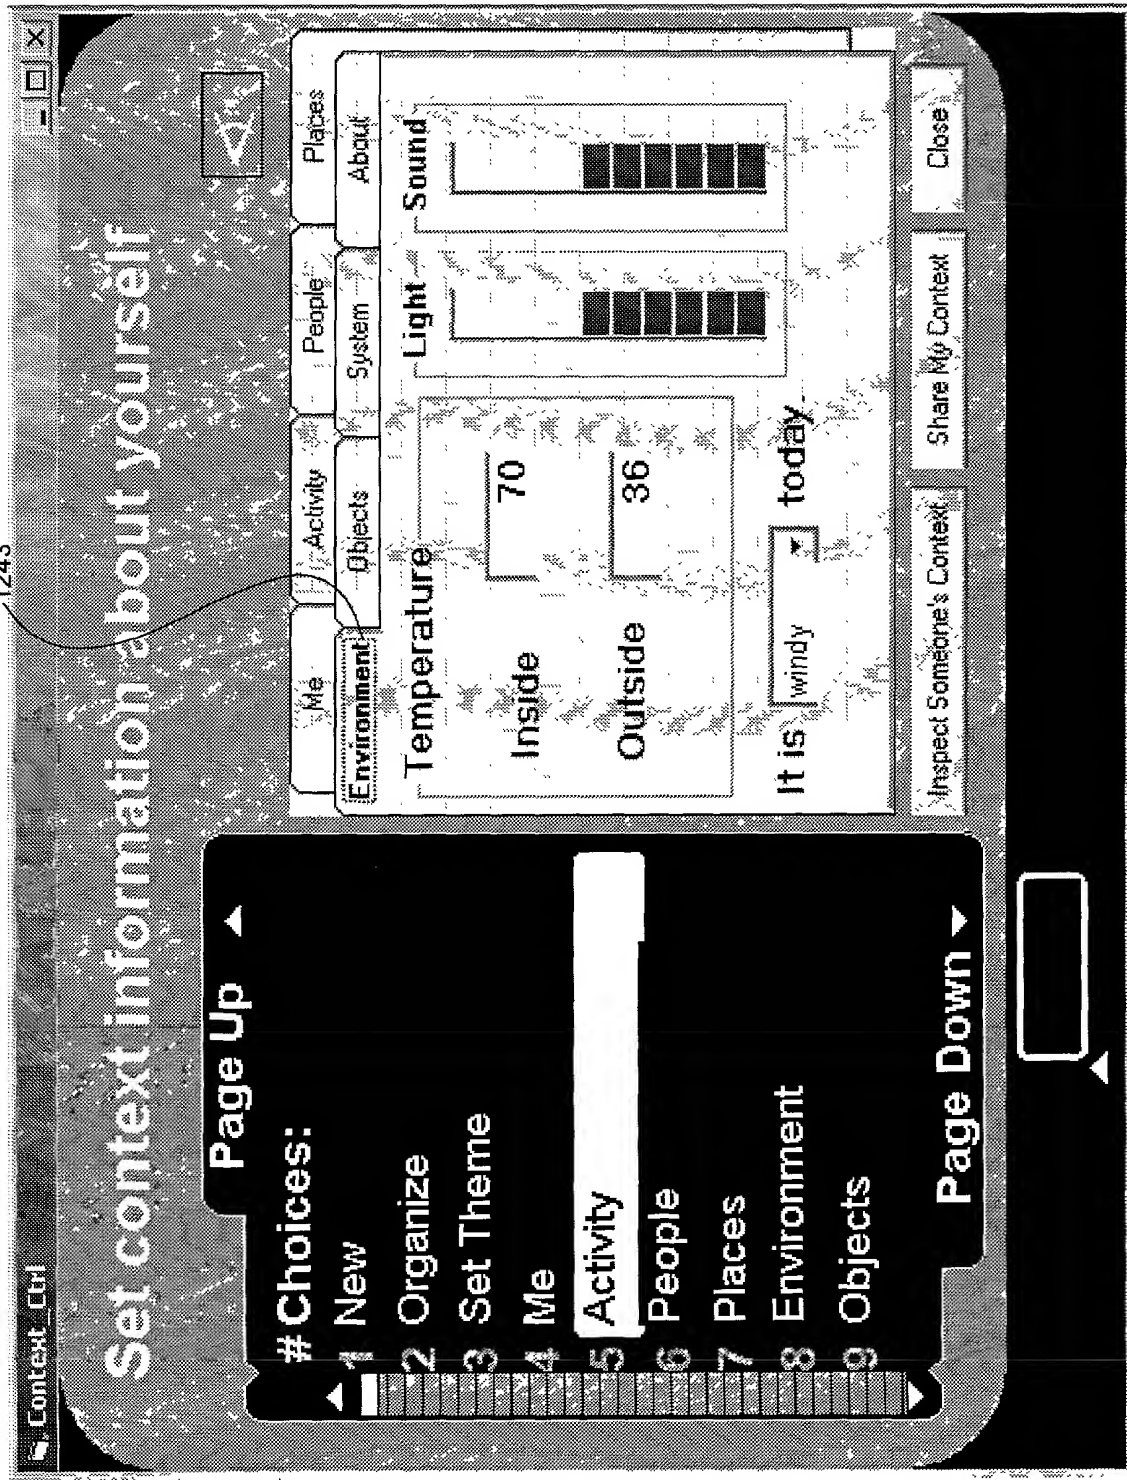 1243
Context_Ctrl
Set context information about yourself
Page Up
# Choices:
1 New
2 Organize
3 Set Theme
4 Me
5 Activity
6 People
7 Places
8 Environment
9 Objects
Page Down
Me Activity People Places
Environment Objects System About
Temperature
Inside 70
Outside 36
Light
Sound
It is windy today.
Inspect Someone's Context Share My Context Close